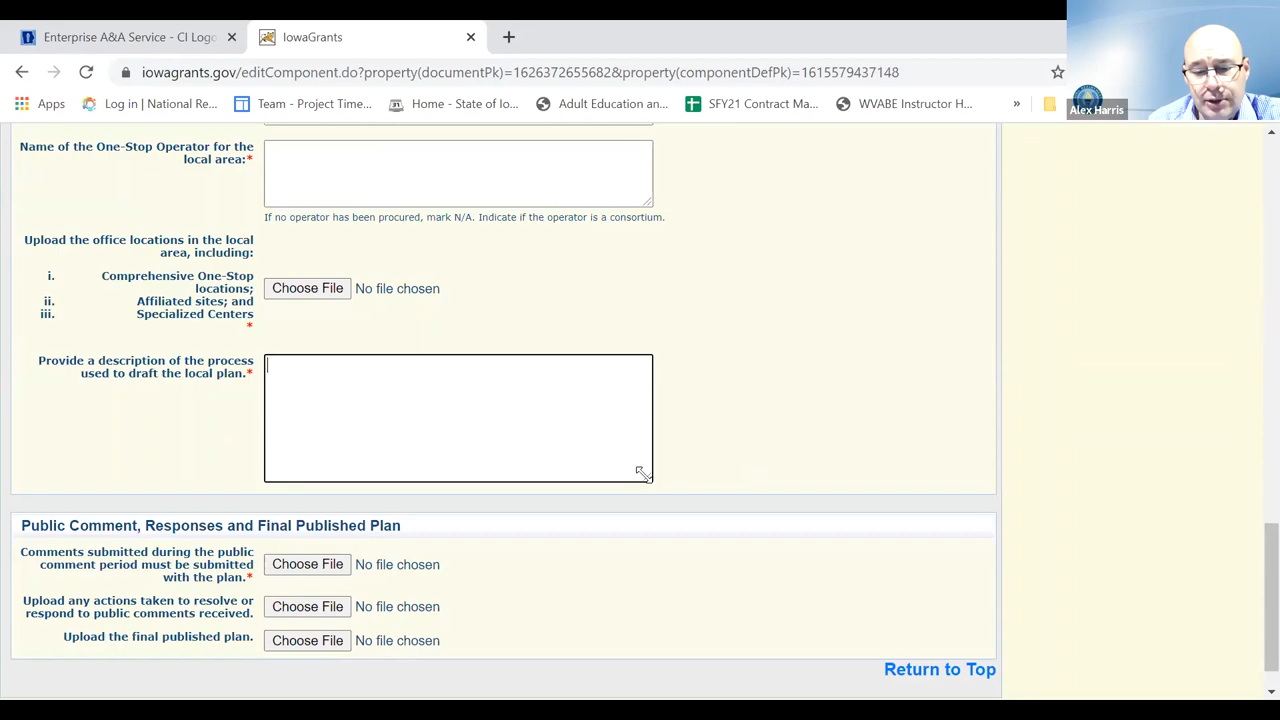 Enterprise A&A Service - CI Logo
IowaGrants
iowagrants.gov/editComponent.do?property(documentPk)=1626372655682&property(componentDefPk)=1615579437148
Apps
Log in | National Re...
Team - Project Time...
Home - State of Io...
Adult Education an...
SFY21 Contract Ma...
WVABE Instructor H...
»
Alex Harris
Name of the One-Stop Operator for the
local area:*
If no operator has been procured, mark N/A. Indicate if the operator is a consortium.
Upload the office locations in the local
area, including:
i. Comprehensive One-Stop
locations;
ii. Affiliated sites; and
iii. Specialized Centers
*
Choose File No file chosen
Provide a description of the process
used to draft the local plan.*
Public Comment, Responses and Final Published Plan
Comments submitted during the public
comment period must be submitted
with the plan.*
Choose File No file chosen
Upload any actions taken to resolve or
respond to public comments received.
Choose File No file chosen
Upload the final published plan.
Choose File No file chosen
Return to Top